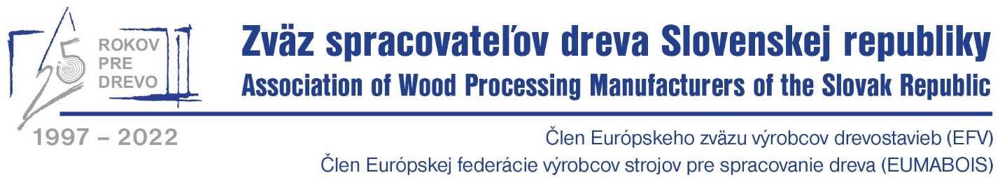 25 ROKOV
PRE
DREVO
1997 – 2022
Zväz spracovateľov dreva Slovenskej republiky
Association of Wood Processing Manufacturers of the Slovak Republic
Člen Európskeho zväzu výrobcov drevostavieb (EFV)
Člen Európskej federácie výrobcov strojov pre spracovanie dreva (EUMABOIS)